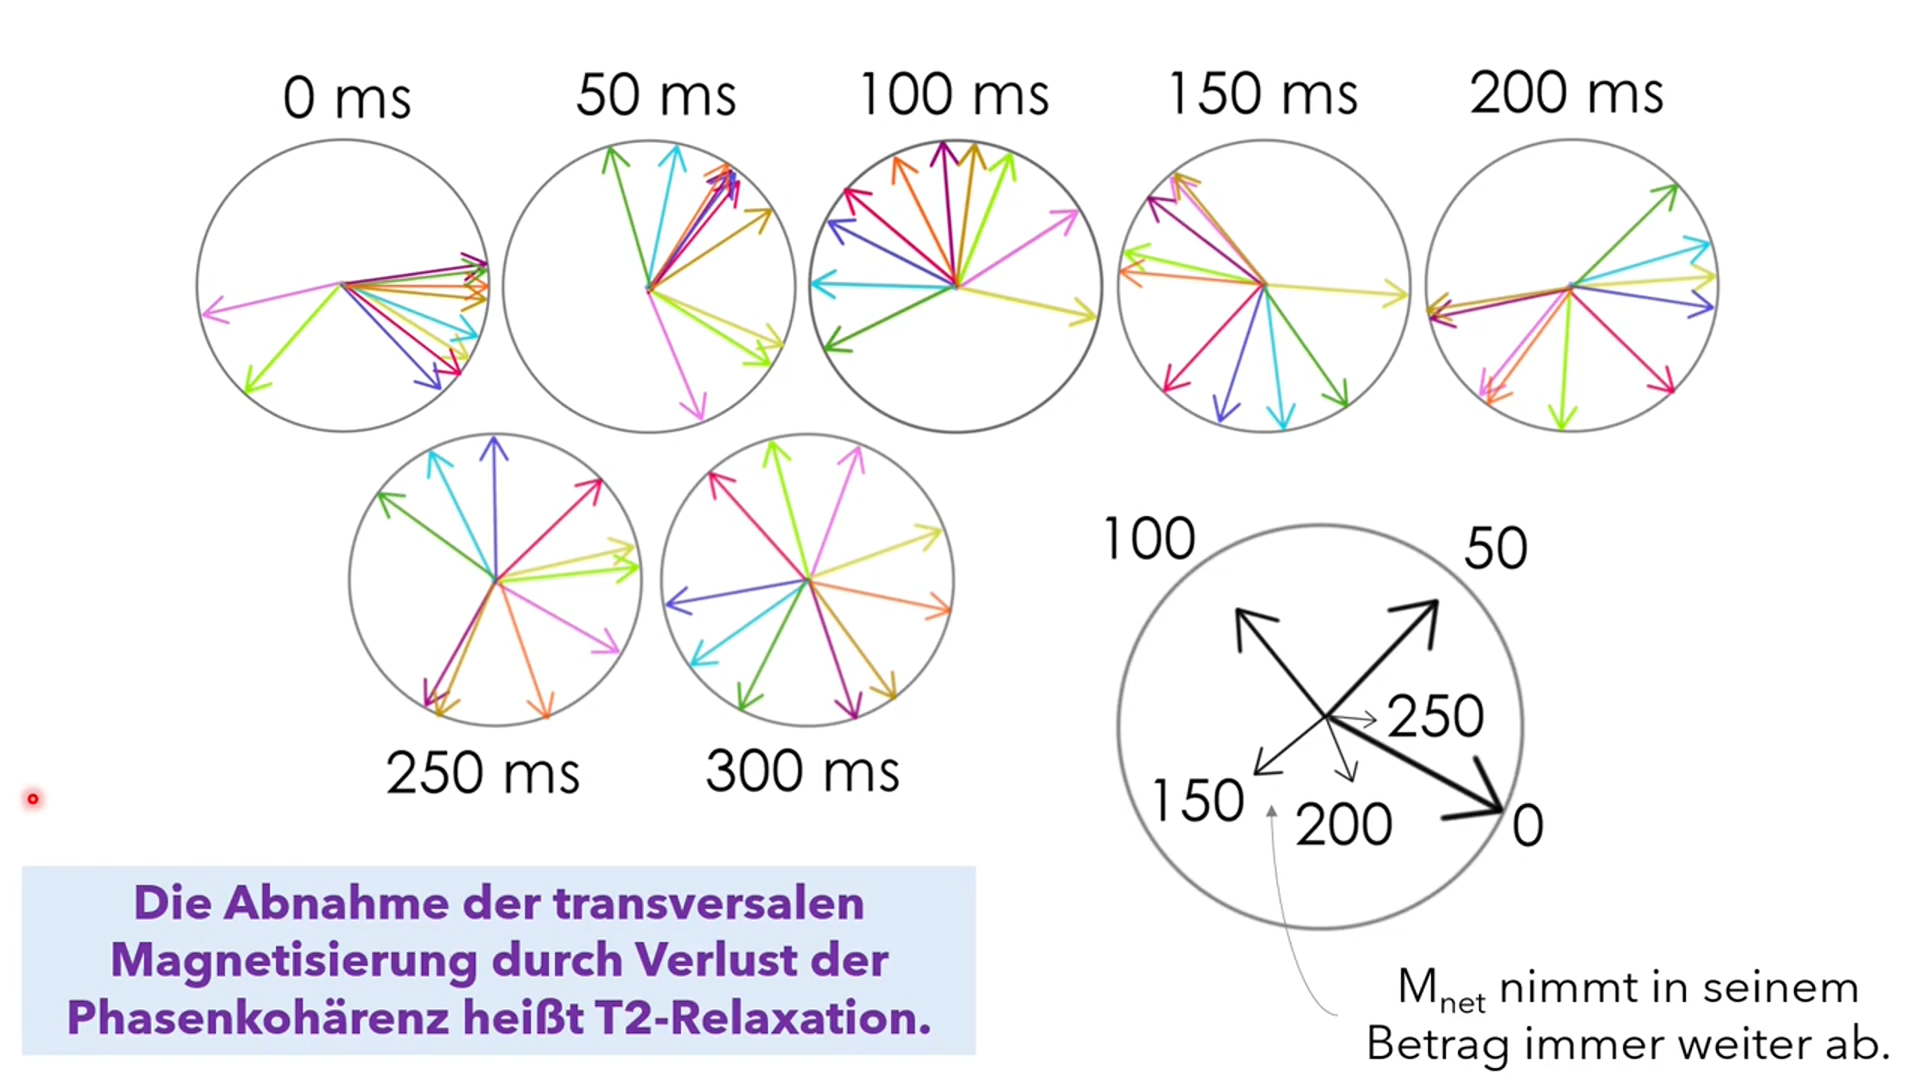 0 ms
50 ms
100 ms
150 ms
200 ms
250 ms
300 ms
100
50
250
150
200
0
Die Abnahme der transversalen
Magnetisierung durch Verlust der
Phasenkohärenz heißt T2-Relaxation.
Mnet nimmt in seinem
Betrag immer weiter ab.